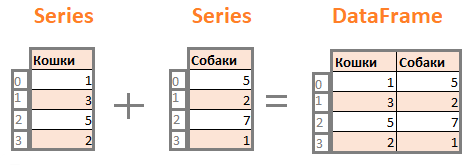 Series Series DataFrame
Кошки Собаки Кошки Собаки
0 1 0 5 0 1 5
1 3 1 2 1 3 2
2 5 2 7 2 5 7
3 2 3 1 3 2 1